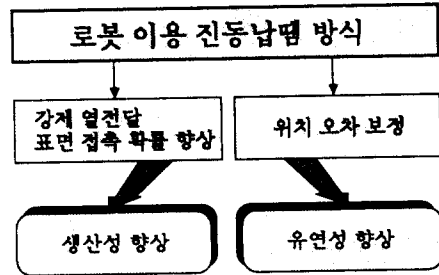 로봇 이용 진동납땜 방식
강제 열전달
표면 접촉 확률 향상
위치 오차 보정
생산성 향상
유연성 향상